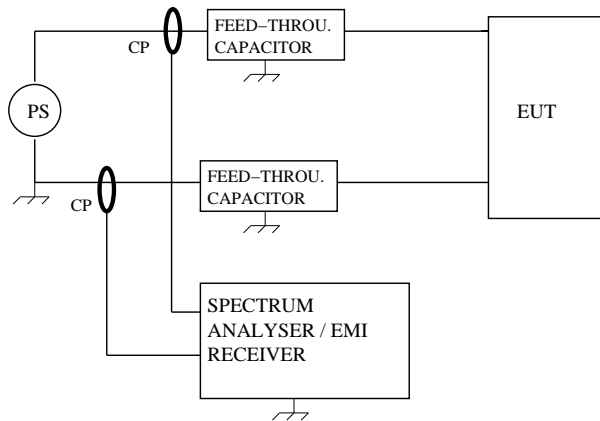 FEED–THROU.
CAPACITOR
CP
PS
EUT
FEED–THROU.
CAPACITOR
CP
SPECTRUM
ANALYSER / EMI
RECEIVER